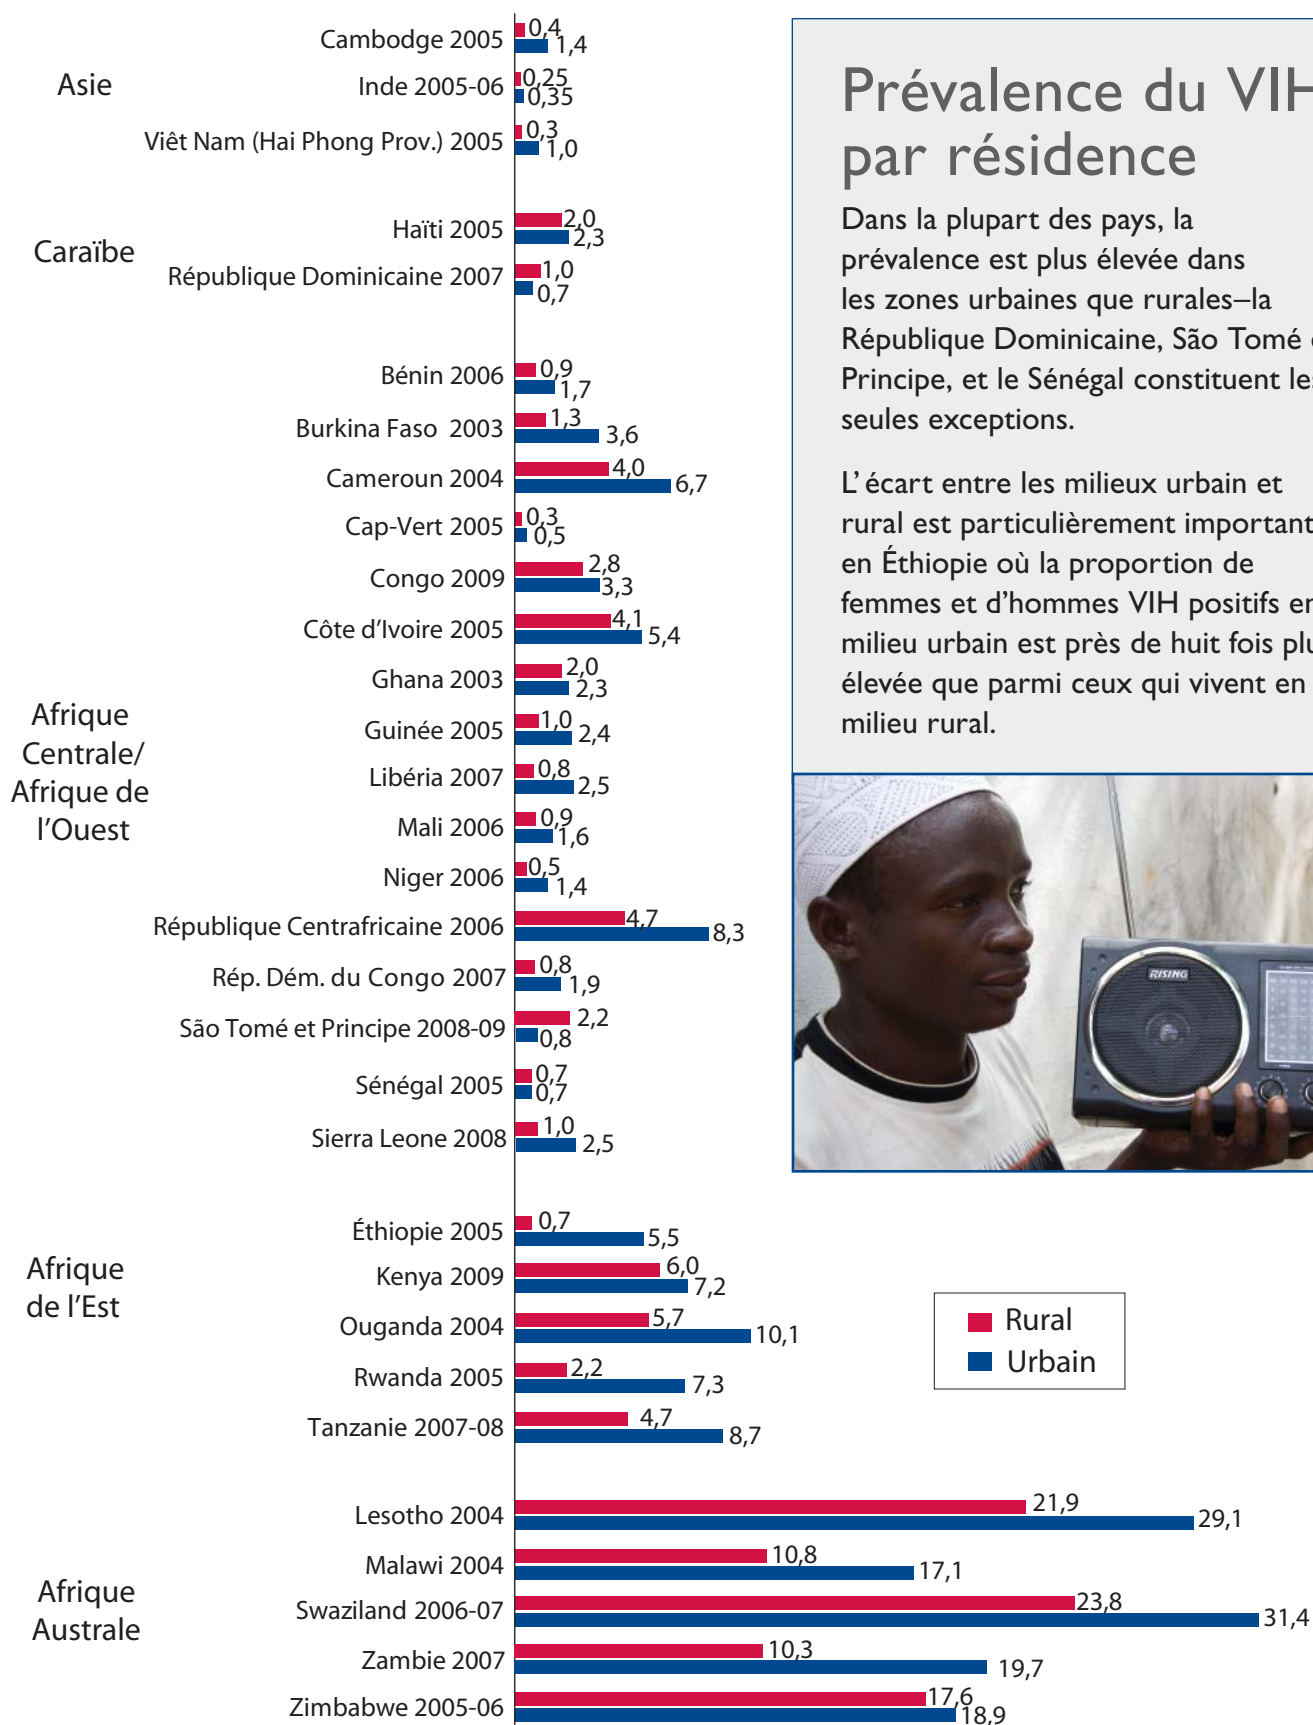 Asie
Cambodge 2005 0,4 1,4
Inde 2005-06 0,25 0,35
Viêt Nam (Hai Phong Prov.) 2005 0,3 1,0
Caraïbe
Haïti 2005 2,0 2,3
République Dominicaine 2007 1,0 0,7
Afrique
Centrale/
Afrique de
l'Ouest
Bénin 2006 0,9 1,7
Burkina Faso 2003 1,3 3,6
Cameroun 2004 4,0 6,7
Cap-Vert 2005 0,3 0,5
Congo 2009 2,8 3,3
Côte d'Ivoire 2005 4,1 5,4
Ghana 2003 2,0 2,3
Guinée 2005 1,0 2,4
Libéria 2007 0,8 2,5
Mali 2006 0,9 1,6
Niger 2006 0,5 1,4
République Centrafricaine 2006 4,7 8,3
Rép. Dém. du Congo 2007 0,8 1,9
São Tomé et Principe 2008-09 2,2 0,8
Sénégal 2005 0,7 0,7
Sierra Leone 2008 1,0 2,5
Afrique
de l'Est
Éthiopie 2005 0,7 5,5
Kenya 2009 6,0 7,2
Ouganda 2004 5,7 10,1
Rwanda 2005 2,2 7,3
Tanzanie 2007-08 4,7 8,7
Afrique
Australe
Lesotho 2004 21,9 29,1
Malawi 2004 10,8 17,1
Swaziland 2006-07 23,8 31,4
Zambie 2007 10,3 19,7
Zimbabwe 2005-06 17,6 18,9
Prévalence du VIH
par résidence
Dans la plupart des pays, la
prévalence est plus élevée dans
les zones urbaines que rurales–la
République Dominicaine, São Tomé
Principe, et le Sénégal constituent les
seules exceptions.
L'écart entre les milieux urbain et
rural est particulièrement important
en Éthiopie où la proportion de
femmes et d'hommes VIH positifs en
milieu urbain est près de huit fois
élevée que parmi ceux qui vivent en
milieu rural.
RISING
Rural
Urbain